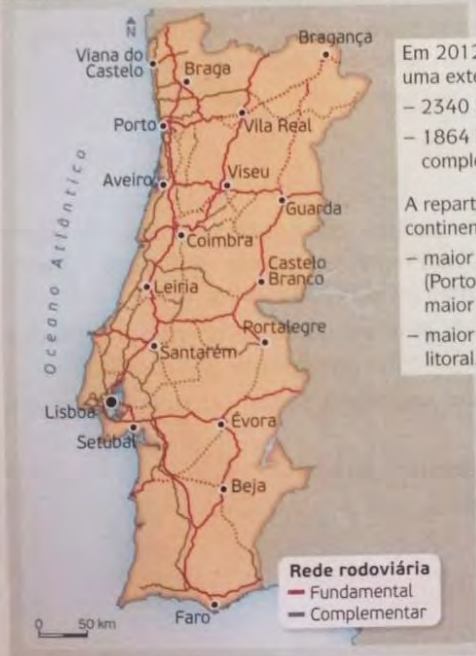 N
Bragança
Viana do
Castelo
Braga
Porto
Vila Real
Aveiro
Viseu
Guarda
Coimbra
Castelo
Branco
Leiria
Portalegre
Santarém
Lisboa
Setúbal
Évora
Beja
Faro
Oceano Atlântico
0 50 km
Rede rodoviária
Fundamental
Complementar
Em 2012
uma exte
– 2340
– 1864
comple
A repart
continen
– maior
(Porto
maior
– maior
litoral